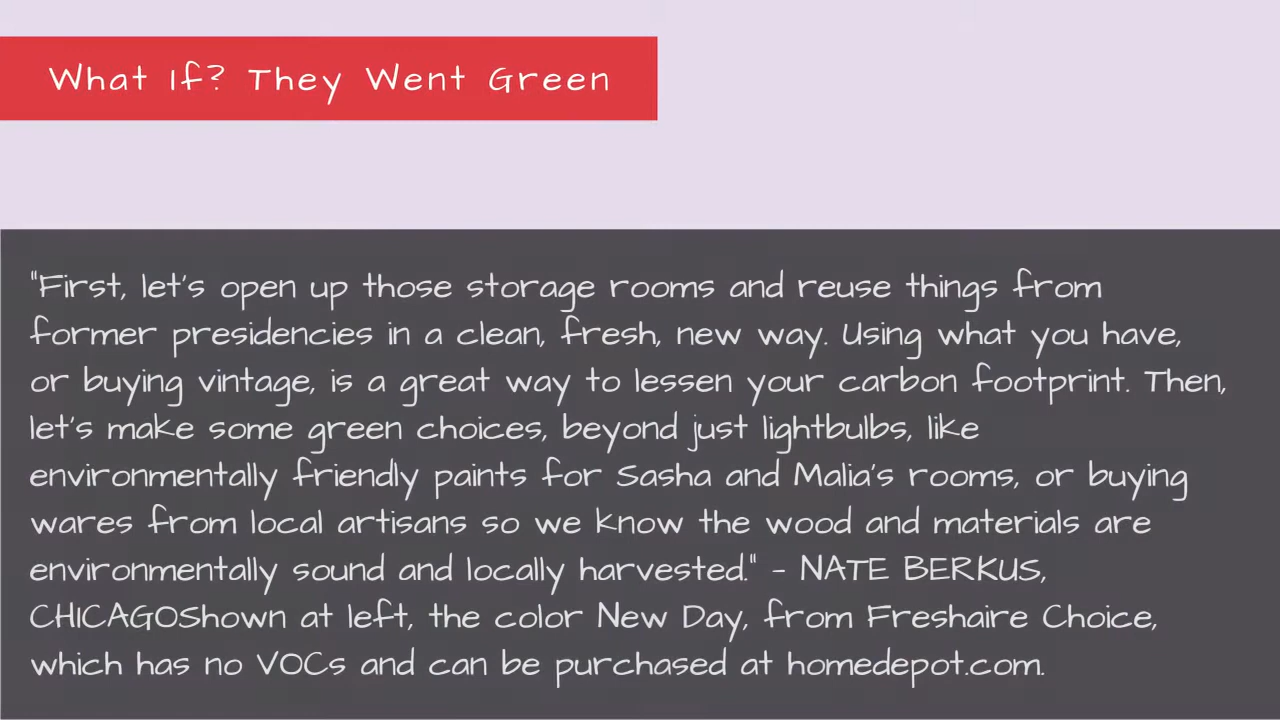 What If? They Went Green
"First, let's open up those storage rooms and reuse things from
former presidencies in a clean, fresh, new way. Using what you have,
or buying vintage, is a great way to lessen your carbon footprint. Then,
let's make some green choices, beyond just lightbulbs, like
environmentally friendly paints for Sasha and Malia's rooms, or buying
wares from local artisans so we know the wood and materials are
environmentally sound and locally harvested." - NATE BERKUS,
CHICAGOShown at left, the color New Day, from Freshaire Choice,
which has no VOCs and can be purchased at homedepot.com.